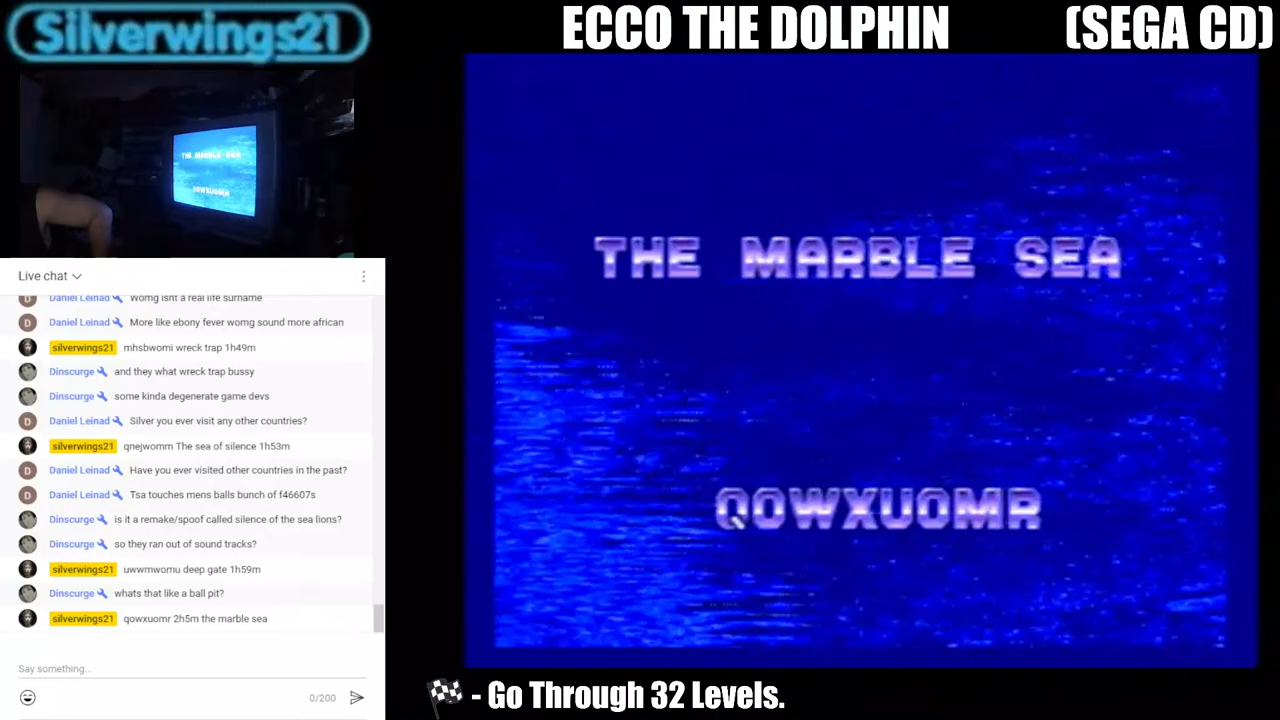 Silverwings21
ECCO THE DOLPHIN (SEGA CD)
THE MARBLE SEA
QOWXUOMR
THE MARBLE SEA
QOWXUOMR
Live chat
Daniel Leinad Womg isnt a real life surname
Daniel Leinad More like ebony fever womg sound more african
silverwings21 mhsbwomi wreck trap 1h49m
Dinscurge and they what wreck trap bussy
Dinscurge some kinda degenerate game devs
Daniel Leinad Silver you ever visit any other countries?
silverwings21 qnejwomm The sea of silence 1h53m
Daniel Leinad Have you ever visited other countries in the past?
Daniel Leinad Tsa touches mens balls bunch of f46607s
Dinscurge is it a remake/spoof called silence of the sea lions?
Dinscurge so they ran out of sound tracks?
silverwings21 uwwmwomu deep gate 1h59m
Dinscurge whats that like a ball pit?
silverwings21 qowxuomr 2h5m the marble sea
Say something...
0/200
- Go Through 32 Levels.